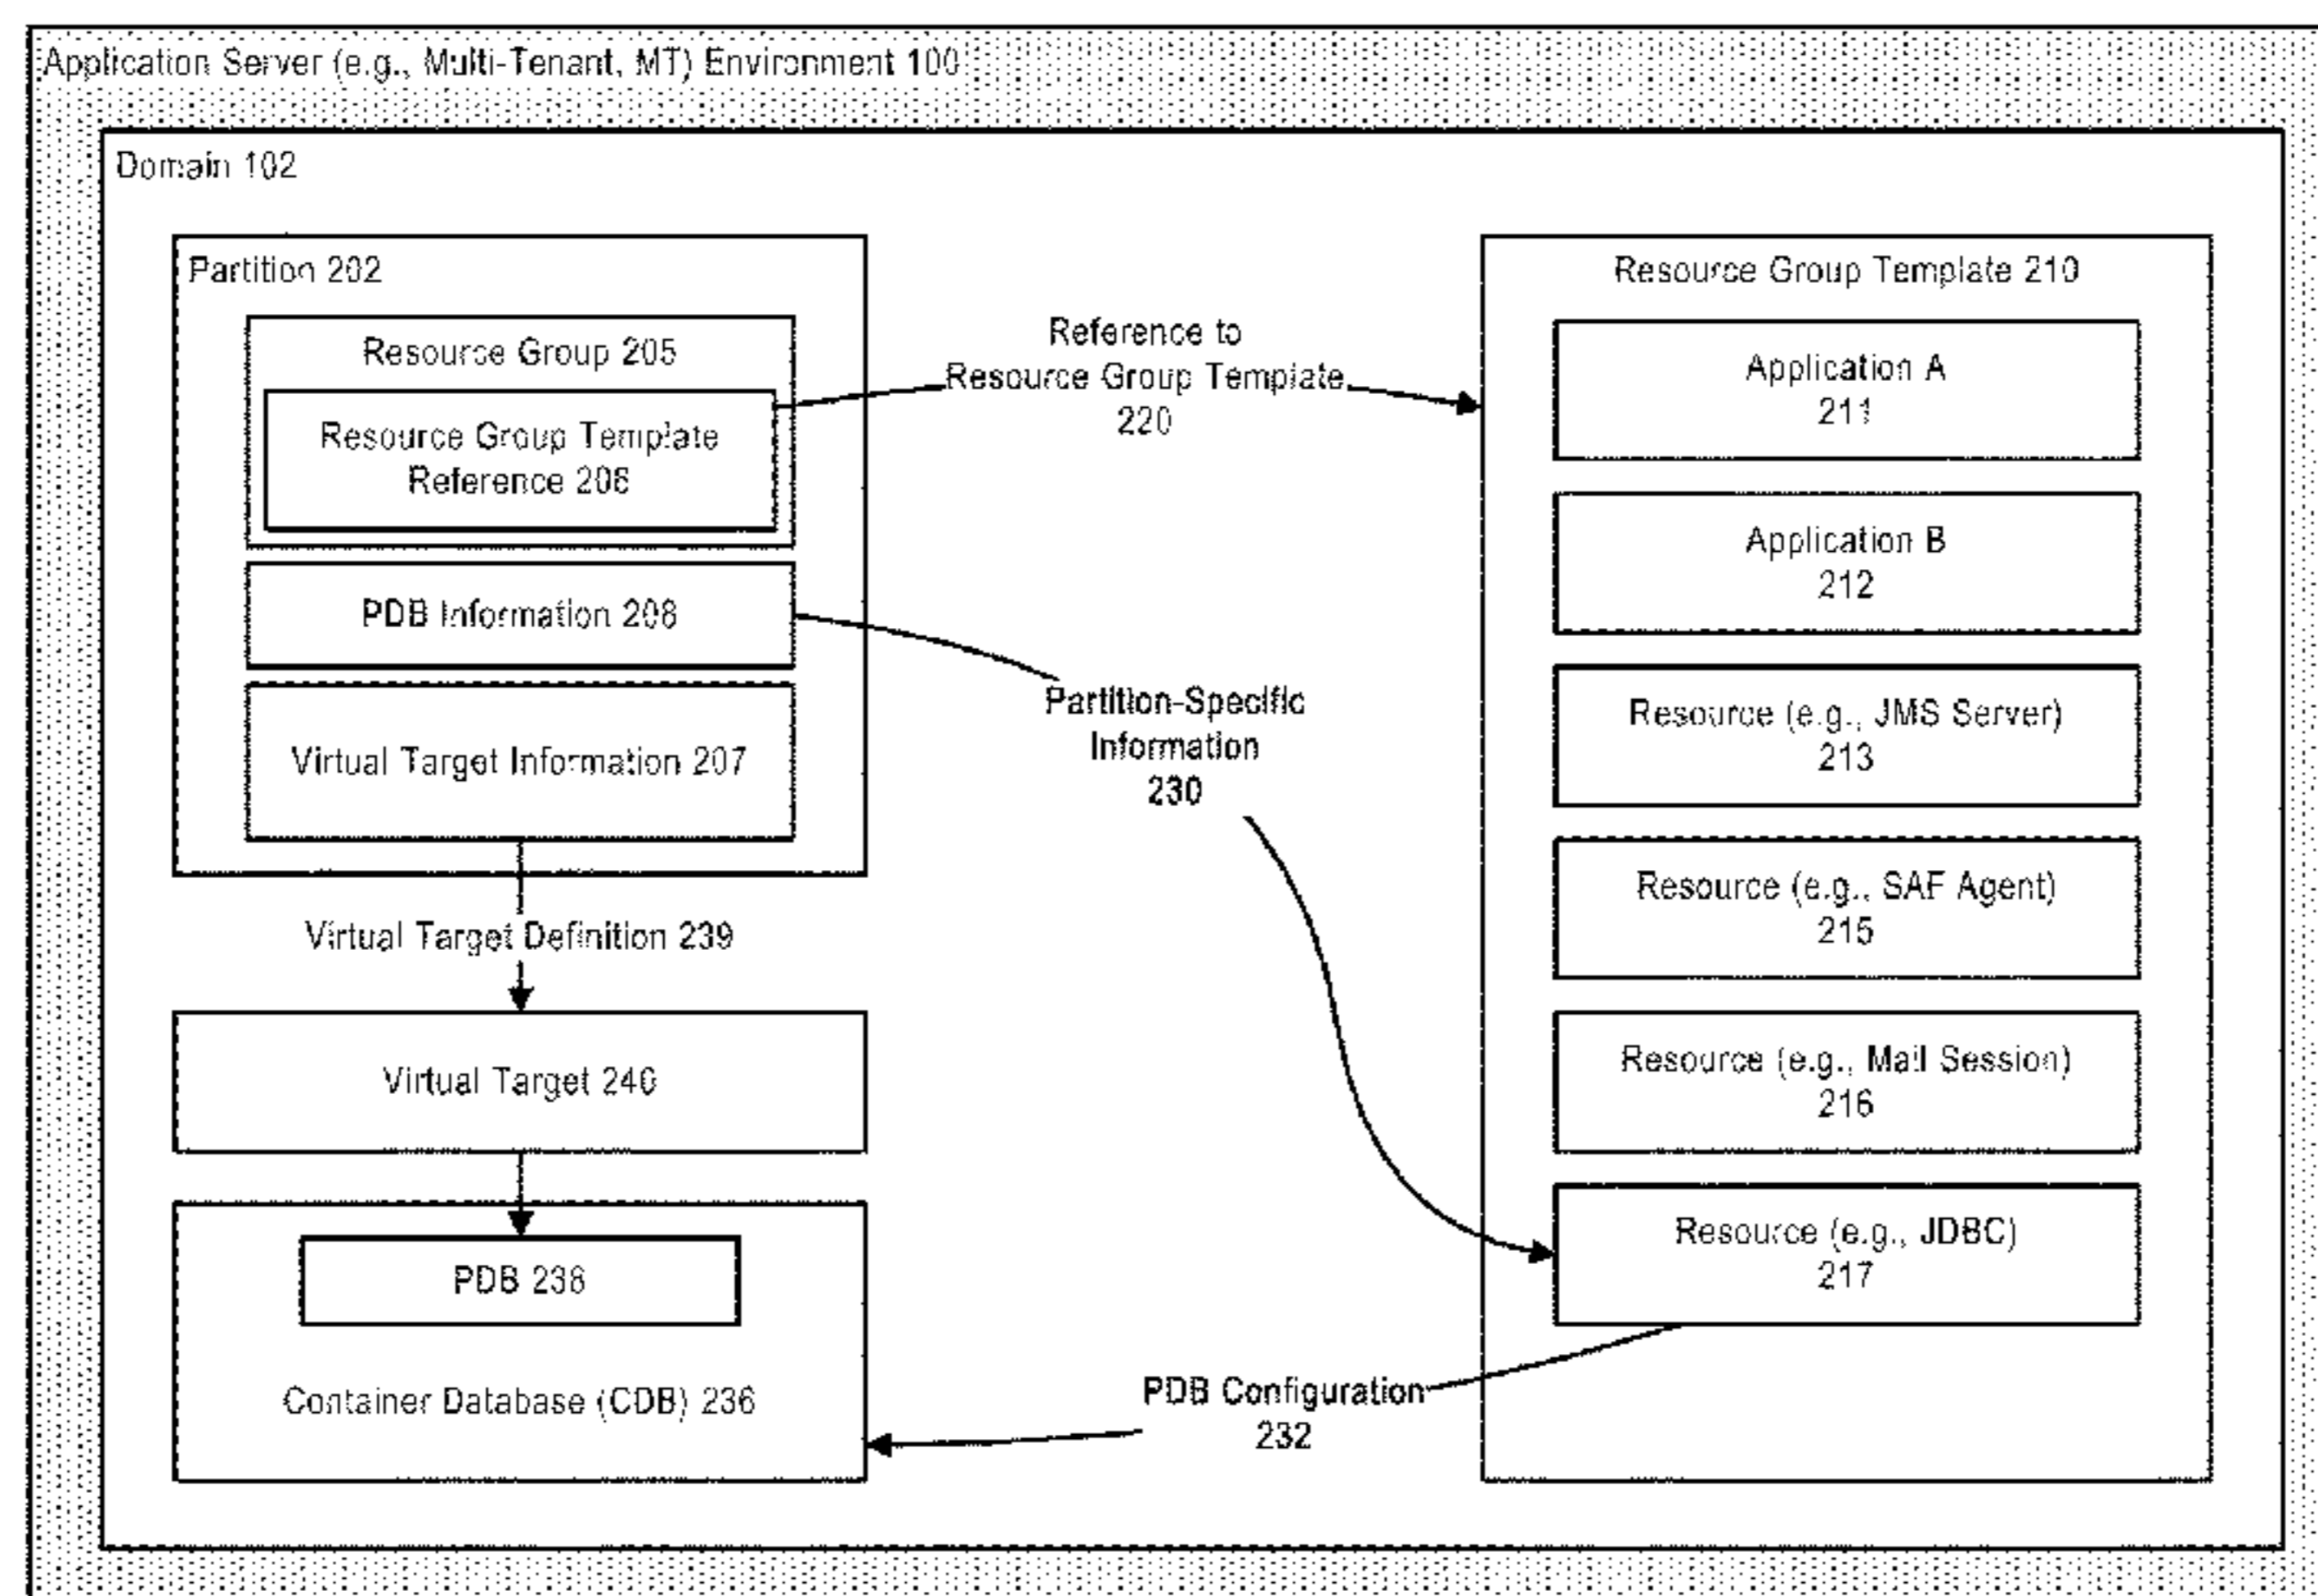 Application Server (e.g., Multi-Tenant, MT) Environment 100
Domain 102
Partition 202
Resource Group 205
Resource Group Template
Reference 206
PDB Information 208
Virtual Target Information 207
Virtual Target Definition 239
Virtual Target 240
PDB 238
Container Database (CDB) 236
Reference to
Resource Group Template
220
Partition-Specific
Information
230
PDB Configuration
232
Resource Group Template 210
Application A
211
Application B
212
Resource (e.g., JMS Server)
213
Resource (e.g., SAF Agent)
215
Resource (e.g., Mail Session)
216
Resource (e.g., JDBC)
217